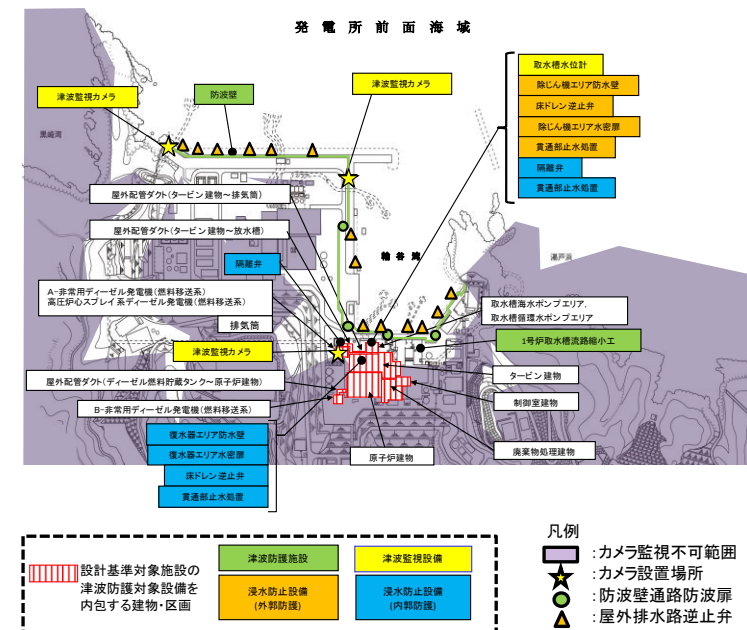 発電所前面海域
津波監視カメラ
防波壁
津波監視カメラ
取水槽水位計
除じん機エリア防水壁
床ドレン逆止弁
除じん機エリア水密扉
貫通部止水処置
隔離弁
貫通部止水処置
屋外配管ダクト(タービン建物~排気筒)
屋外配管ダクト(タービン建物~放水槽)
輪谷湾
瀬戸浜
隔離弁
A-非常用ディーゼル発電機(燃料移送系)
高圧炉心スプレイ系ディーゼル発電機(燃料移送系)
排気筒
津波監視カメラ
取水槽海水ポンプエリア,
取水槽循環水ポンプエリア
1号炉取水槽流路縮小工
タービン建物
制御室建物
屋外配管ダクト(ディーゼル燃料貯蔵タンク~原子炉建物)
B-非常用ディーゼル発電機(燃料移送系)
復水器エリア防水壁
復水器エリア水密扉
床ドレン逆止弁
貫通部止水処置
原子炉建物
廃棄物処理建物
設計基準対象施設の
津波防護対象設備を
内包する建物・区画
津波防護施設
津波監視設備
浸水防止設備
(外郭防護)
浸水防止設備
(内郭防護)
凡例
:カメラ監視不可範囲
:カメラ設置場所
:防波壁通路防波扉
:屋外排水路逆止弁